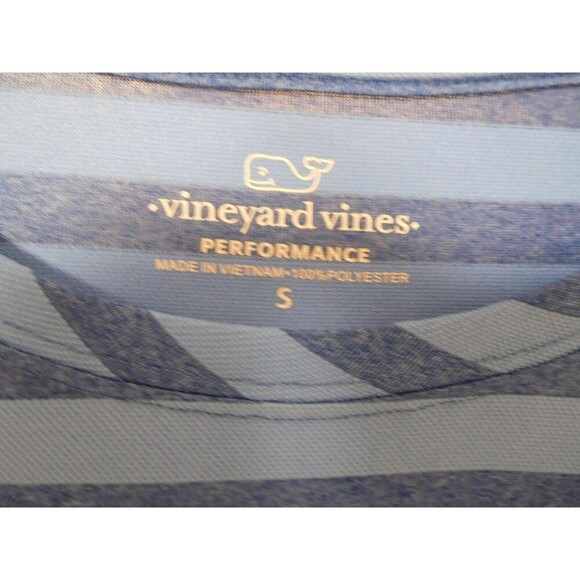 •vineyard vines•
PERFORMANCE
MADE IN VIETNAM•100%POLYESTER
S